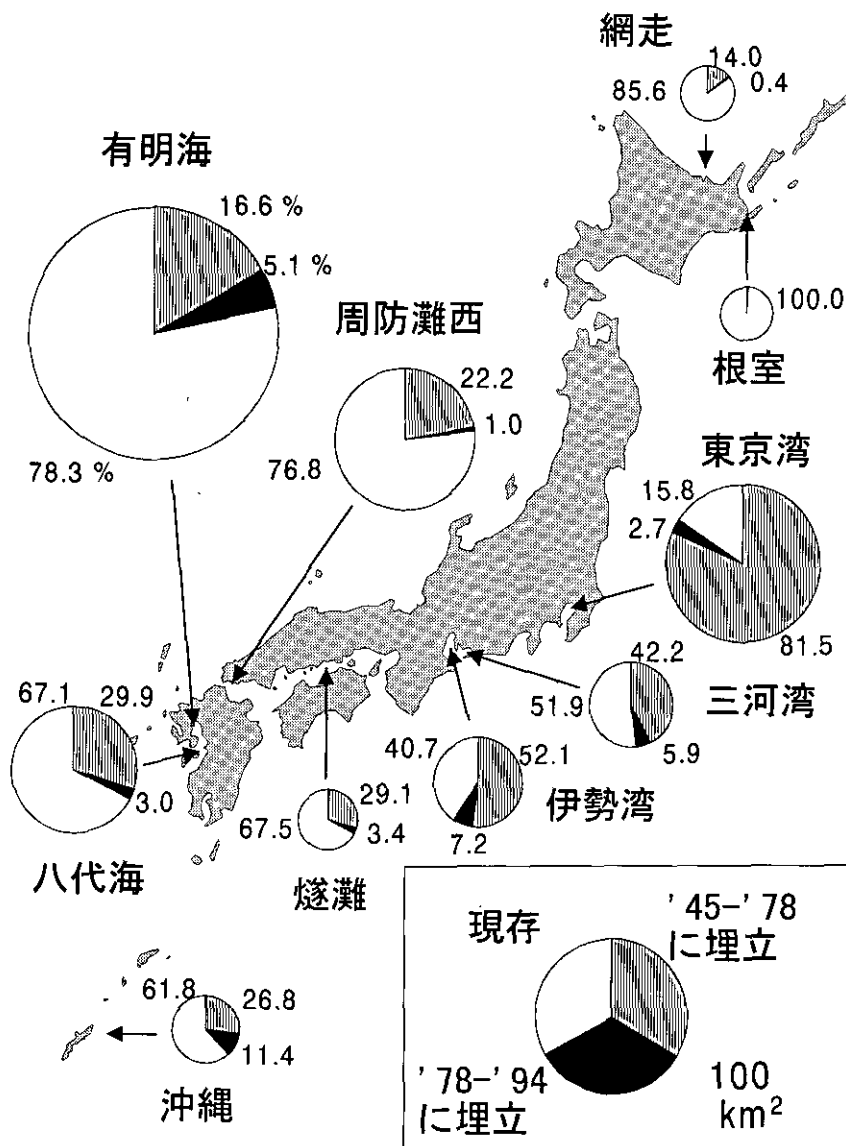 網走
14.0
0.4
85.6
有明海
16.6 %
5.1 %
78.3 %
周防灘西
22.2
1.0
76.8
100.0
根室
東京湾
15.8
2.7
81.5
42.2
51.9
5.9
三河湾
67.1
29.9
3.0
八代海
40.7
52.1
7.2
伊勢湾
29.1
67.5
3.4
燧灘
61.8
26.8
11.4
沖縄
現存
'45-'78
に埋立
'78-'94
に埋立
100
km²